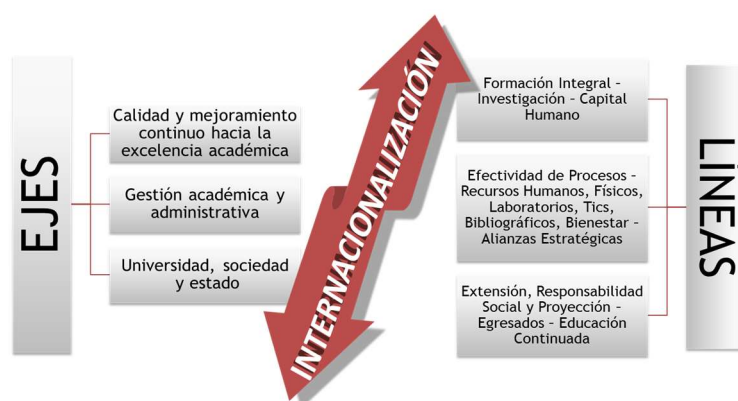 EJES
Calidad y mejoramiento
continuo hacia la
excelencia académica
Gestión académica y
administrativa
Universidad, sociedad
y estado
INTERNACIONALIZACIÓN
Formación Integral –
Investigación – Capital
Humano
Efectividad de Procesos –
Recursos Humanos, Físicos,
Laboratorios, Tics,
Bibliográficos, Bienestar –
Alianzas Estratégicas
Extensión, Responsabilidad
Social y Proyección –
Egresados – Educación
Continuada
LÍNEAS